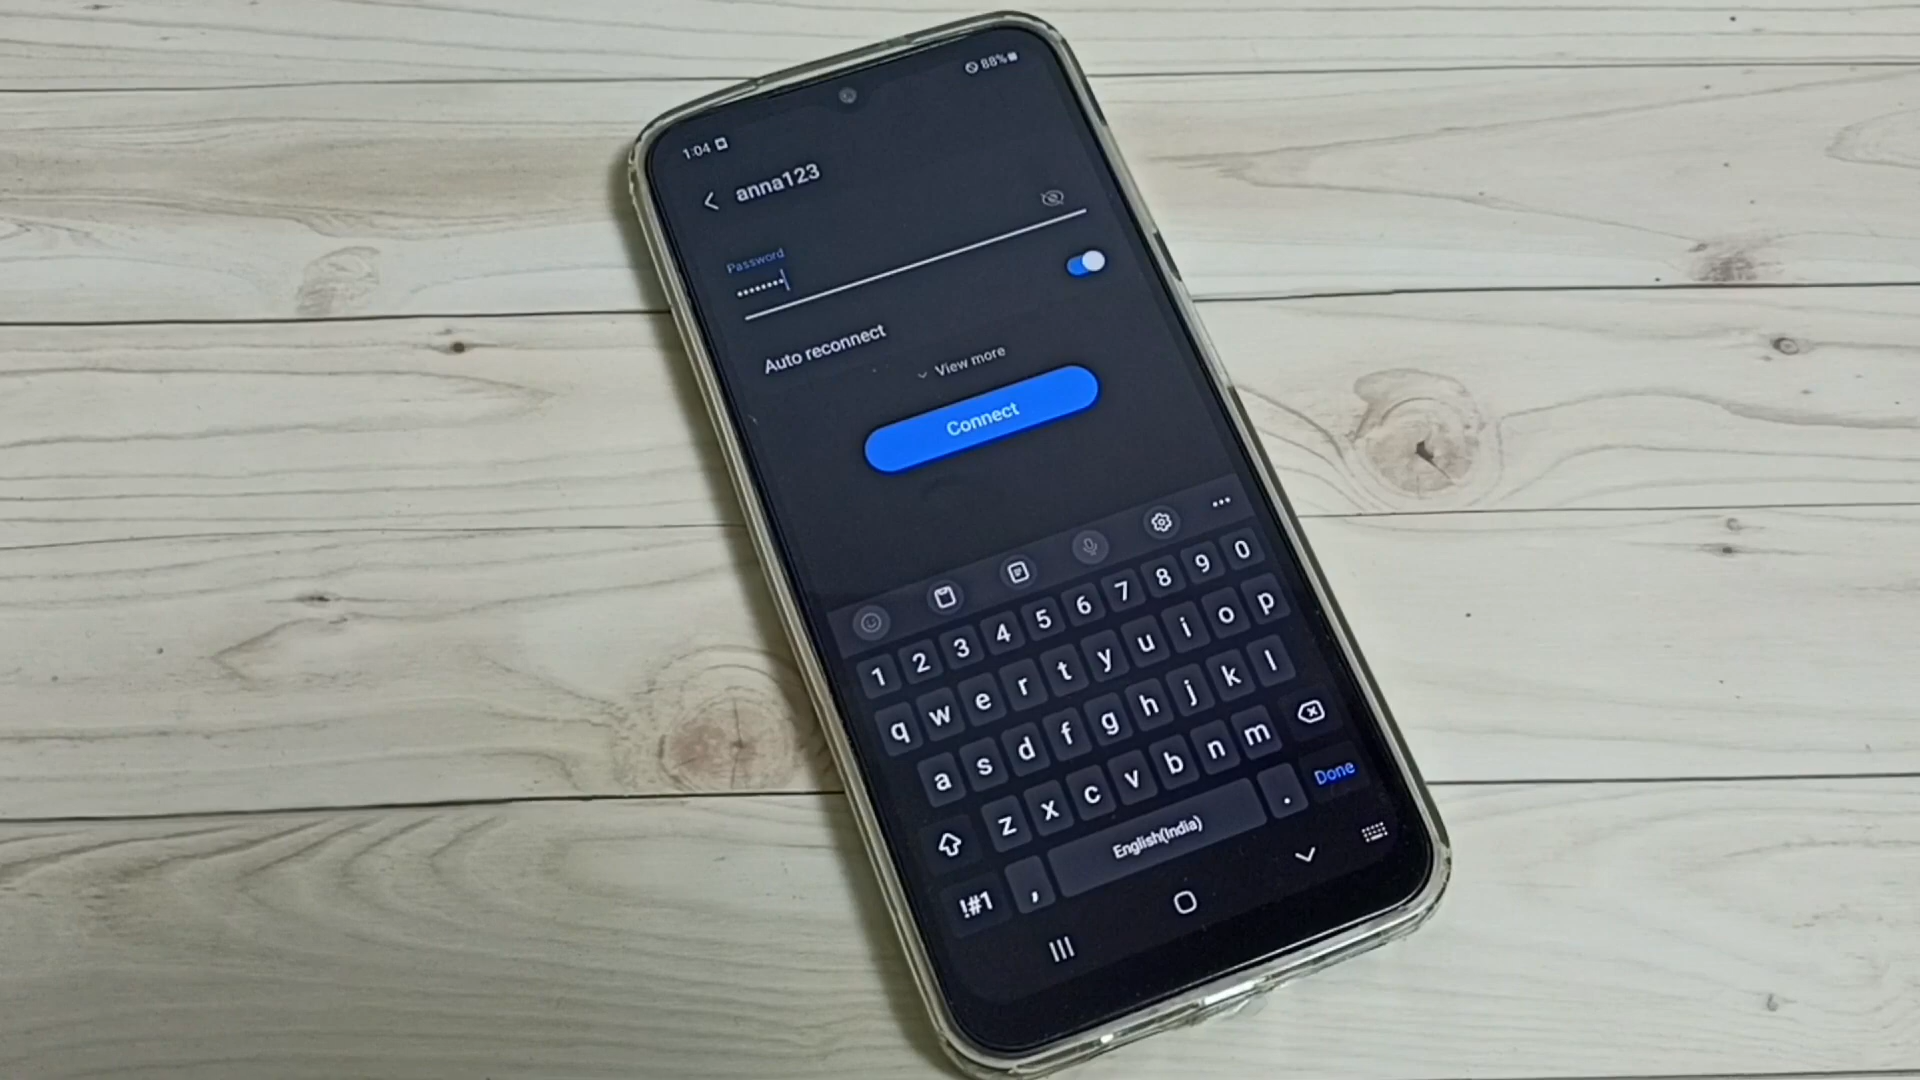 88%
1:04
anna123
Password
••••••••
Auto reconnect
View more
Connect
1 2 3 4 5 6 7 8 9 0
q w e r t y u i o p
a s d f g h j k l
z x c v b n m
!#1 , English(India) . Done